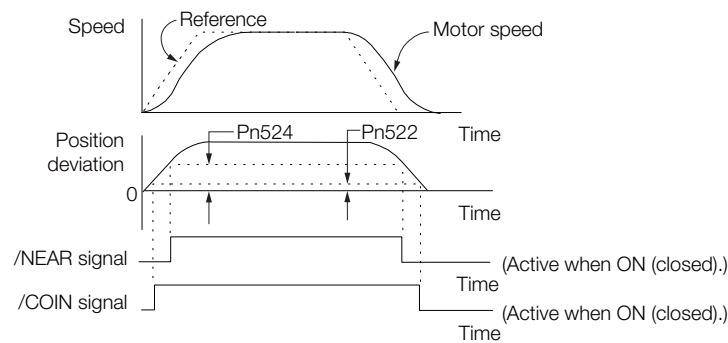 Speed
Reference
Motor speed
Time
Position
deviation
Pn524
Pn522
0
Time
/NEAR signal
(Active when ON (closed).)
Time
/COIN signal
(Active when ON (closed).)
Time